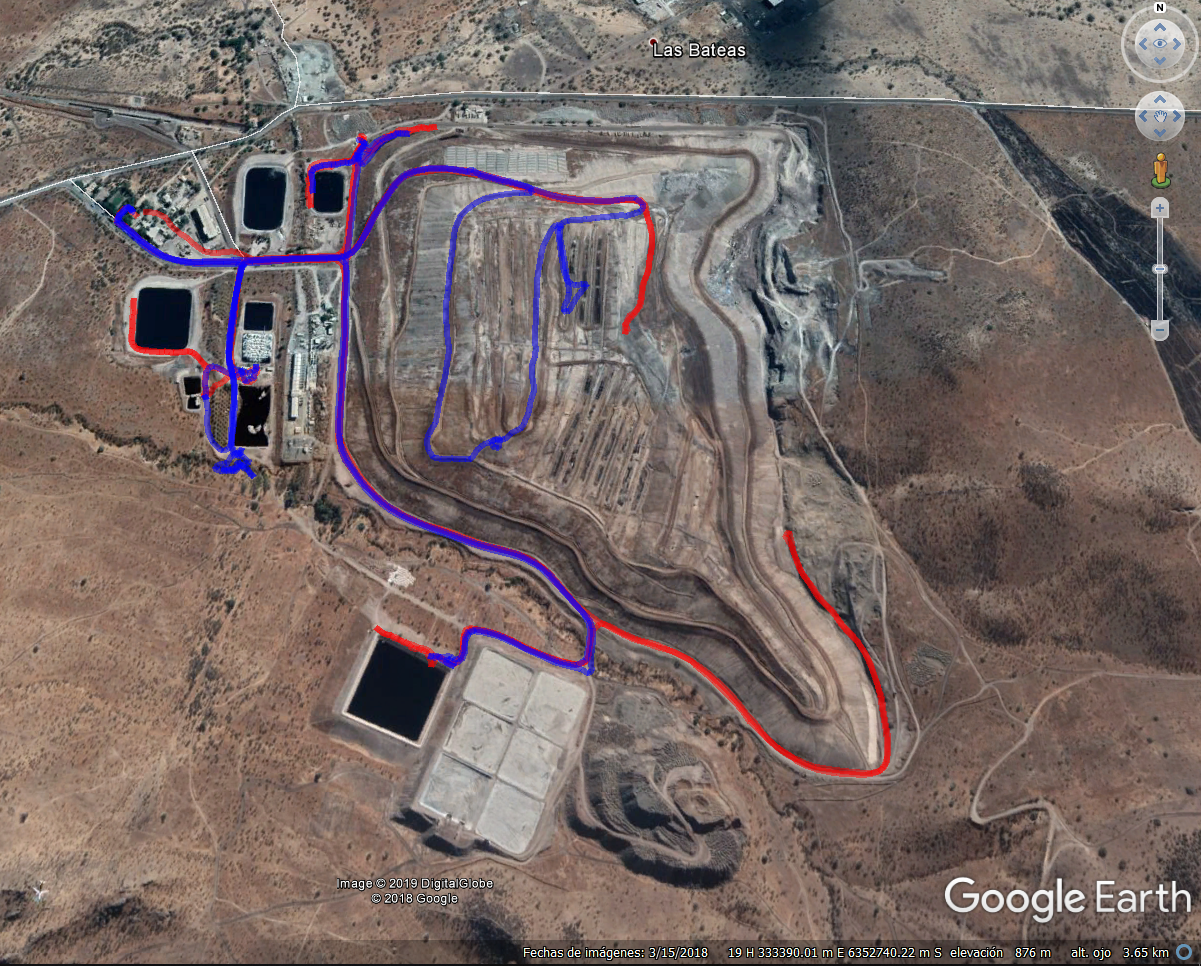 N
Las Bateas
Image © 2019 DigitalGlobe
© 2018 Google
Google Earth
Fechas de imágenes: 3/15/2018 19 H 333390.01 m E 6352740.22 m S elevación 876 m alt. ojo 3.65 km